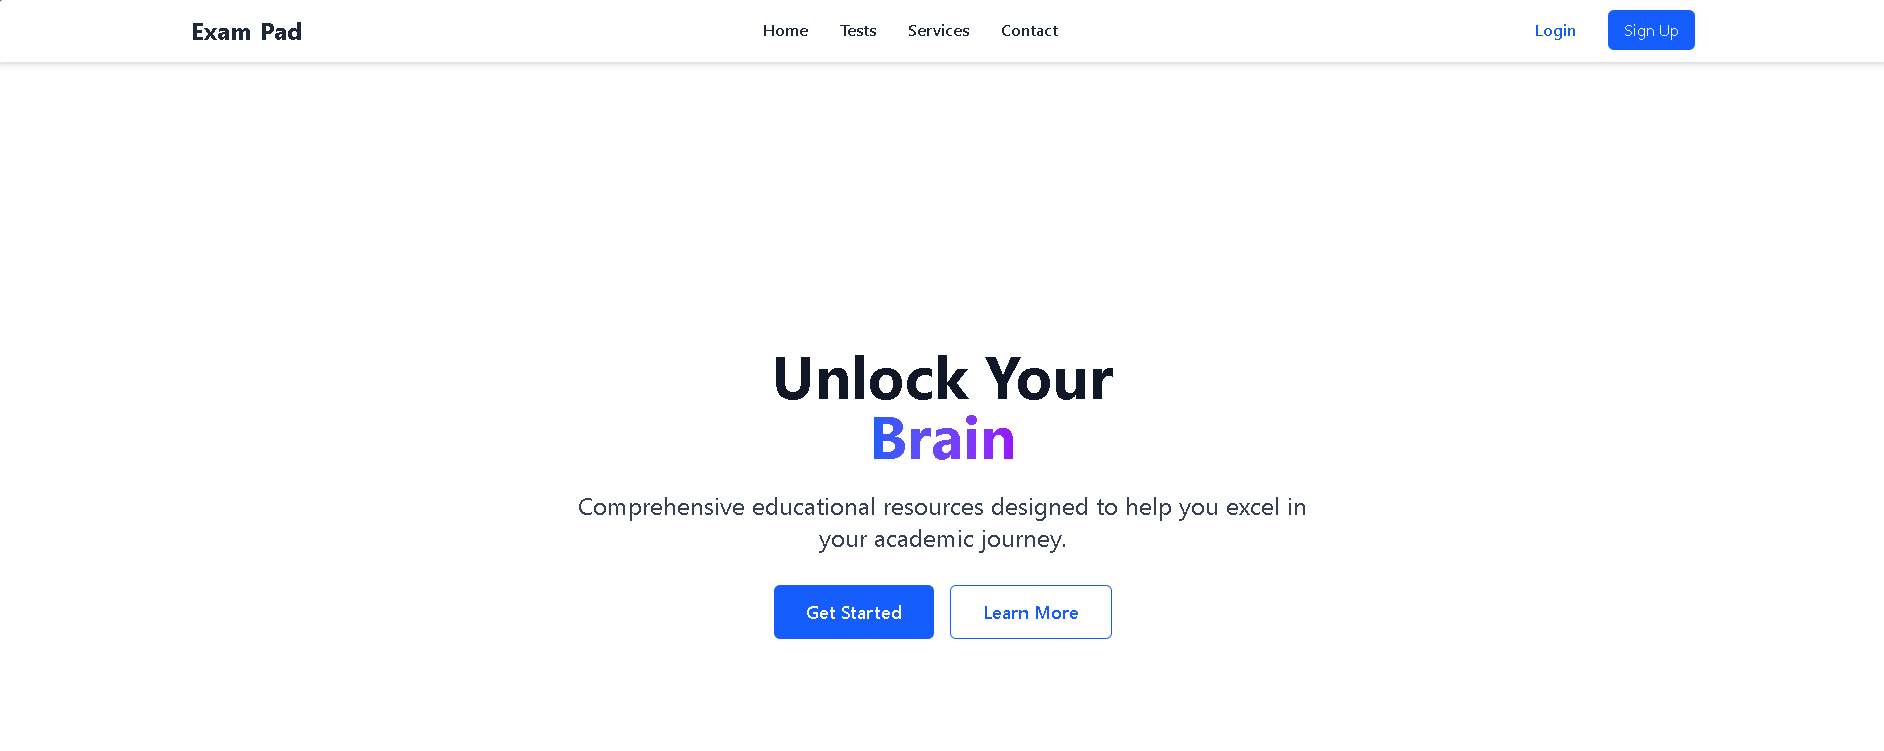 Exam Pad
Home Tests Services Contact
Login Sign Up
Unlock Your
Brain
Comprehensive educational resources designed to help you excel in
your academic journey.
Get Started Learn More